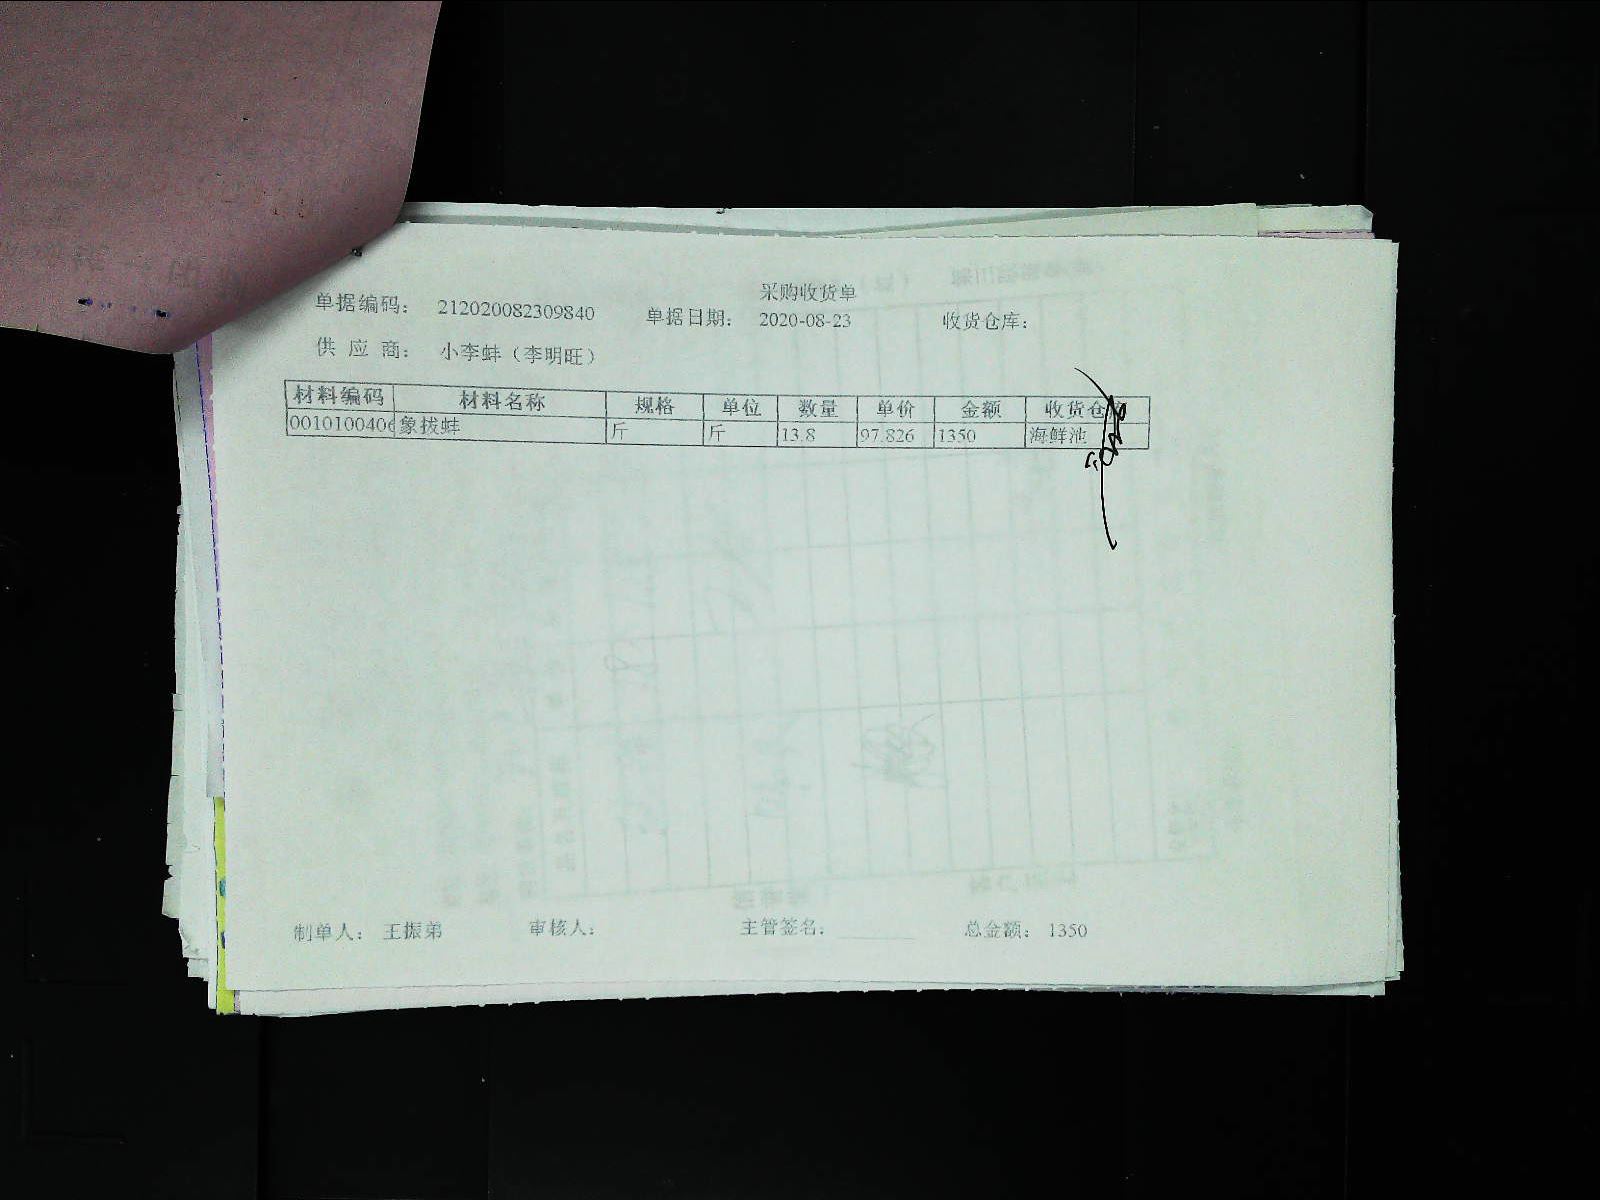 采购收货单
单据编码： 212020082309840 单据日期： 2020-08-23 收货仓库：
供 应 商： 小李蚌（李明旺）
材料编码 材料名称 规格 单位 数量 单价 金额 收货仓库
0010100406 象拔蚌 斤 斤 13.8 97.826 1350 海鲜池
制单人： 王振弟 审核人： 主管签名： 总金额： 1350